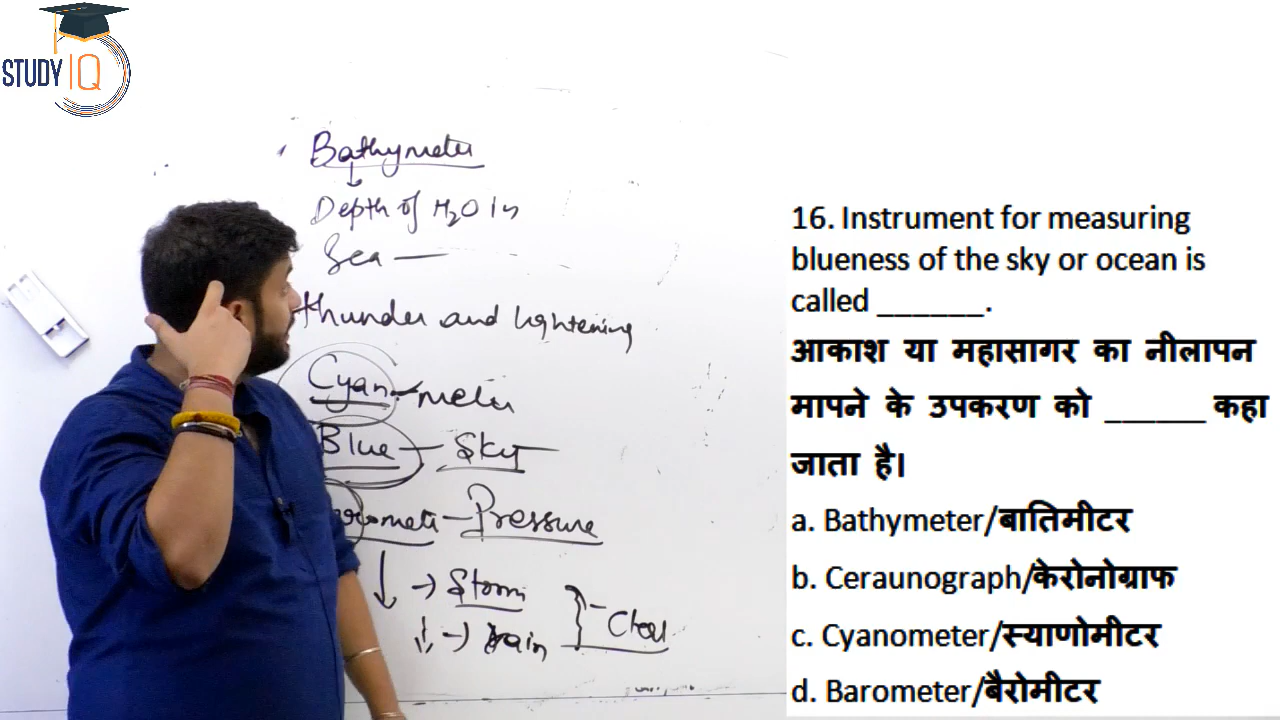 STUDY IQ
Bathymeter
Depth of H₂O in
Sea —
thunder and lightening
Cyan-meter
Blue — Sky
Barometer — Pressure
→ Storm
→ rain
16. Instrument for measuring
blueness of the sky or ocean is
called ______.
आकाश या महासागर का नीलापन
मापने के उपकरण को ______ कहा
जाता है।
a. Bathymeter/बातिमीटर
b. Ceraunograph/केरोनोग्राफ
c. Cyanometer/स्याणोमीटर
d. Barometer/बैरोमीटर